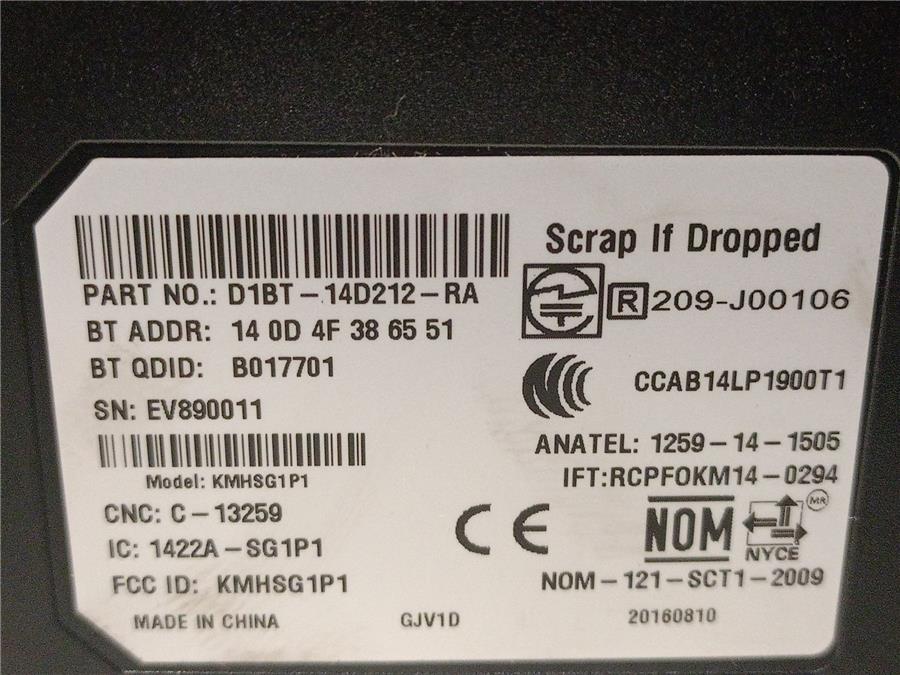 Scrap If Dropped
PART NO.: D1BT-14D212-RA
R 209-J00106
BT ADDR: 14 0D 4F 38 65 51
BT QDID: B017701
CCAB14LP1900T1
SN: EV890011
ANATEL: 1259-14-1505
Model: KMHSG1P1
IFT:RCPFOKM14-0294
CNC: C-13259
CE
NOM
MR
NYCE
IC: 1422A-SG1P1
FCC ID: KMHSG1P1
NOM-121-SCT1-2009
MADE IN CHINA
GJV1D
20160810